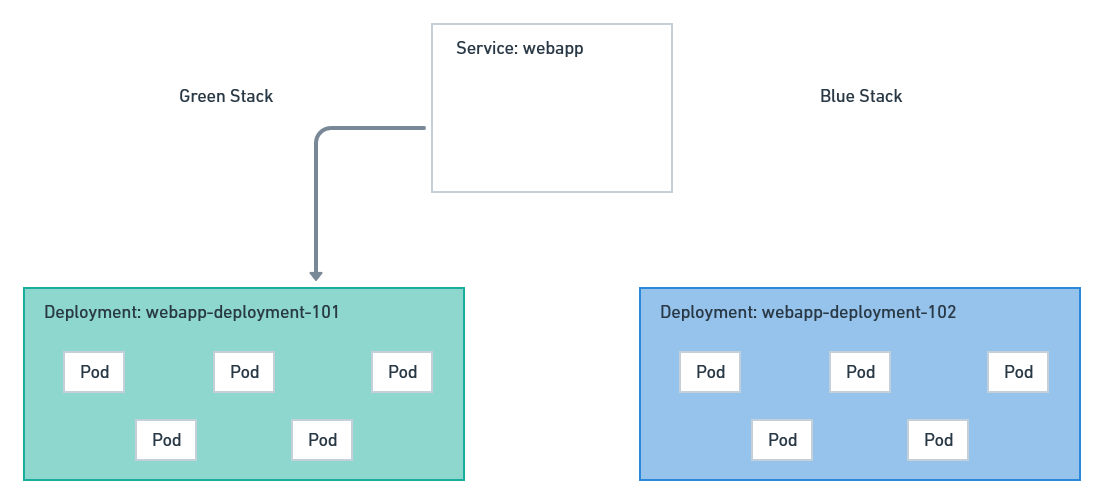 Service: webapp
Green Stack
Blue Stack
Deployment: webapp-deployment-101
Pod
Pod
Pod
Pod
Pod
Deployment: webapp-deployment-102
Pod
Pod
Pod
Pod
Pod